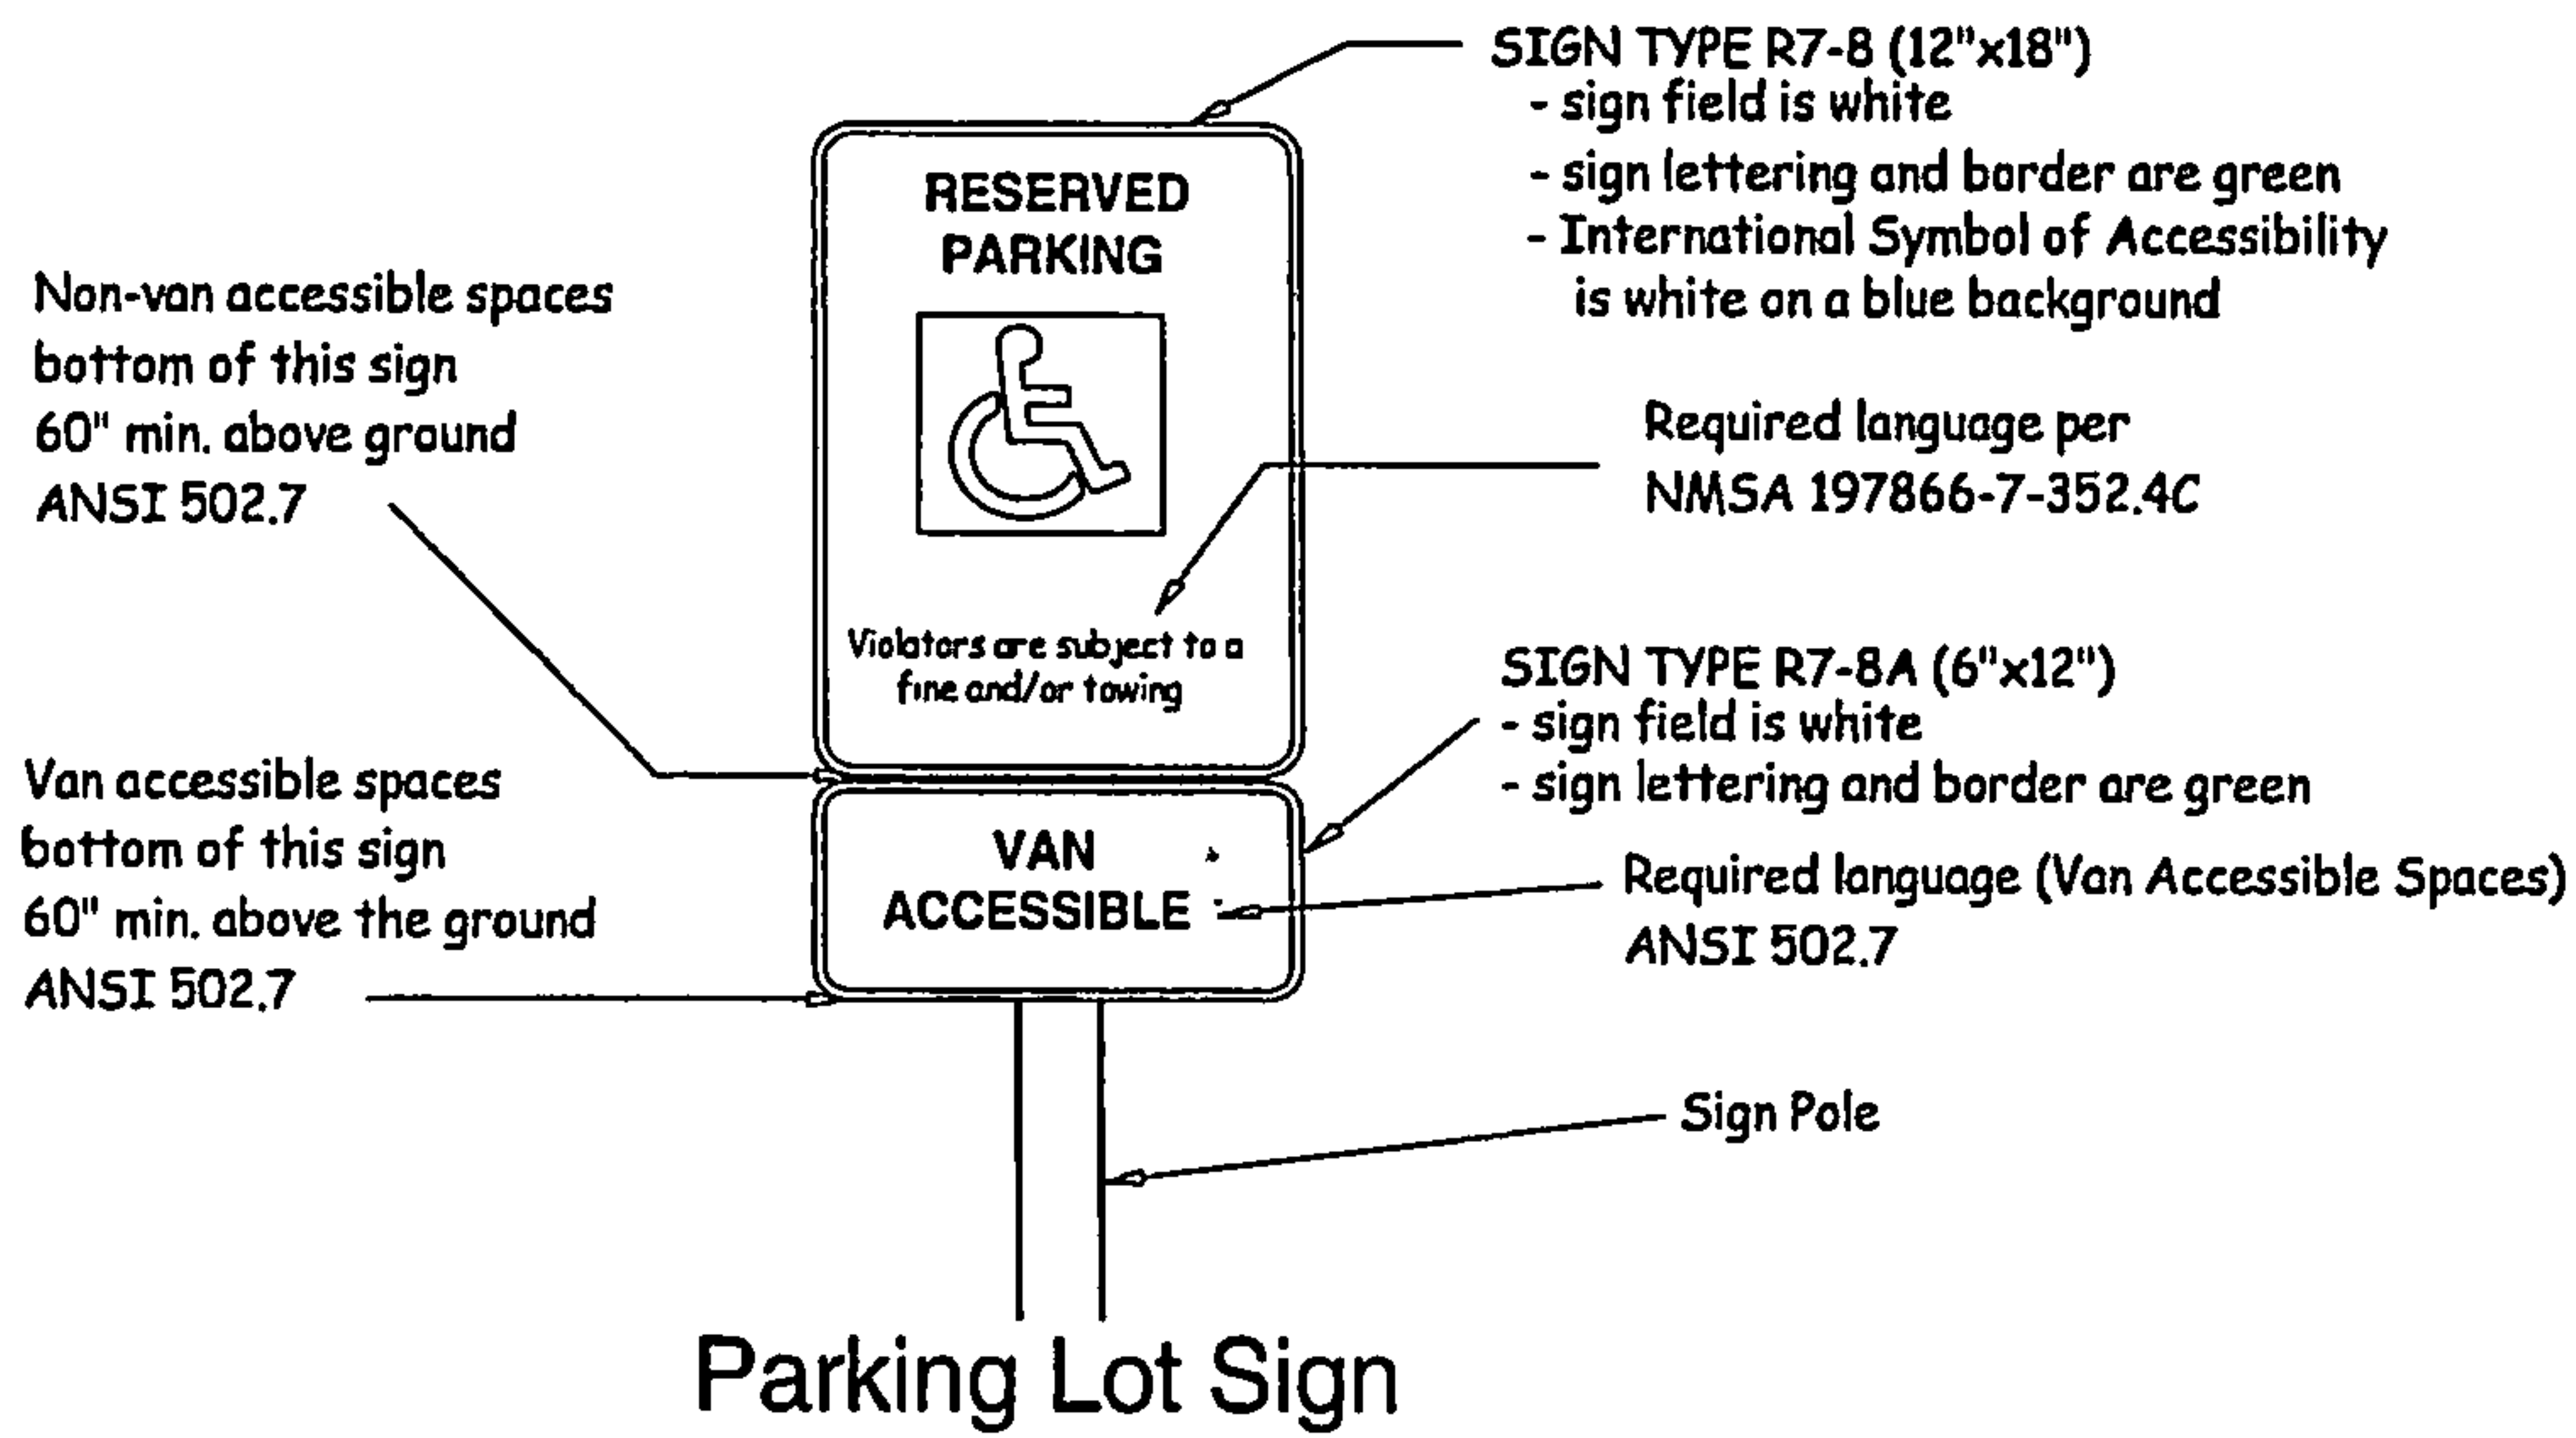 SIGN TYPE R7-8 (12"x18")
- sign field is white
- sign lettering and border are green
- International Symbol of Accessibility
is white on a blue background
RESERVED
PARKING
Non-van accessible spaces
bottom of this sign
60" min. above ground
ANSI 502.7
Required language per
NMSA 197866-7-352.4C
Violators are subject to a
fine and/or towing
SIGN TYPE R7-8A (6"x12")
- sign field is white
- sign lettering and border are green
Van accessible spaces
bottom of this sign
60" min. above the ground
ANSI 502.7
VAN
ACCESSIBLE
Required language (Van Accessible Spaces)
ANSI 502.7
Sign Pole
Parking Lot Sign